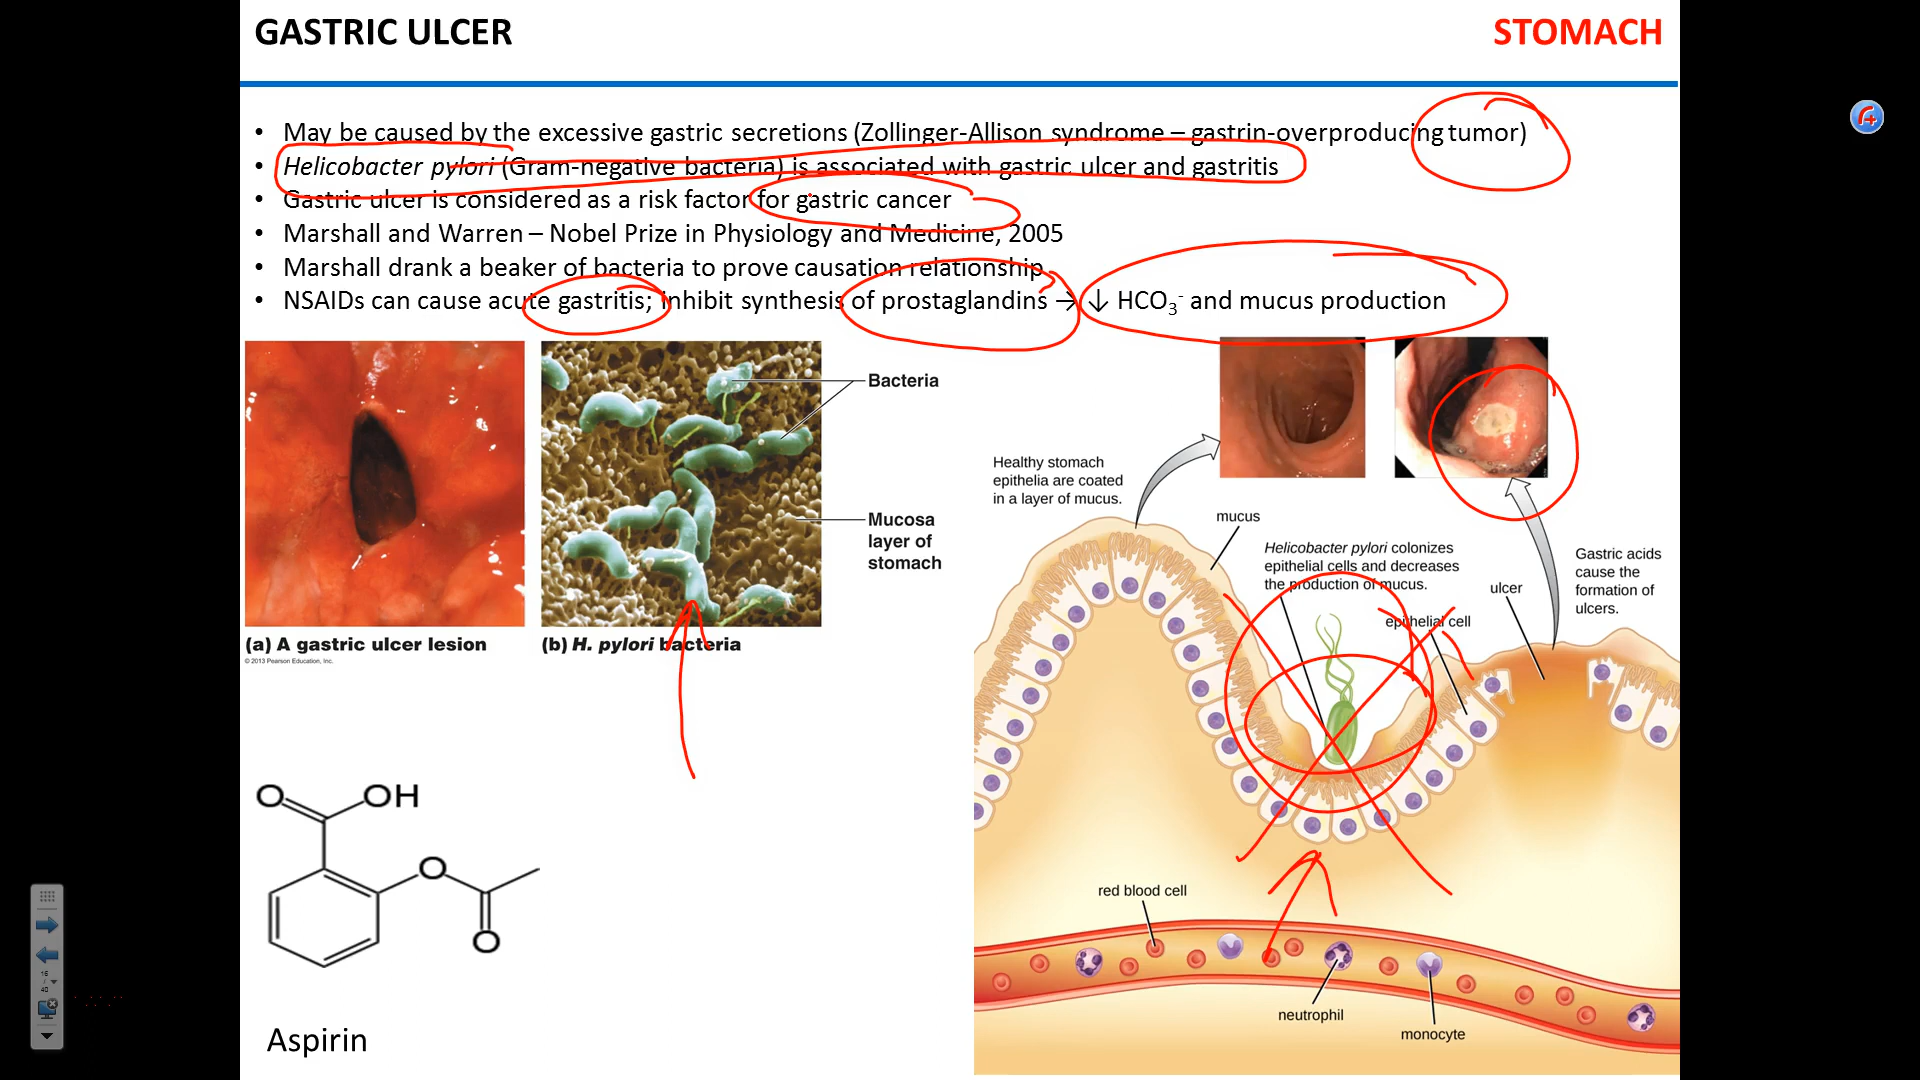 GASTRIC ULCER
STOMACH
• May be caused by the excessive gastric secretions (Zollinger-Allison syndrome – gastrin-overproducing tumor)
• Helicobacter pylori (Gram-negative bacteria) is associated with gastric ulcer and gastritis
• Gastric ulcer is considered as a risk factor for gastric cancer
• Marshall and Warren – Nobel Prize in Physiology and Medicine, 2005
• Marshall drank a beaker of bacteria to prove causation relationship
• NSAIDs can cause acute gastritis; inhibit synthesis of prostaglandins → ↓ HCO₃⁻ and mucus production
Bacteria
Mucosa
layer of
stomach
(a) A gastric ulcer lesion
(b) H. pylori bacteria
© 2013 Pearson Education, Inc.
Healthy stomach
epithelia are coated
in a layer of mucus.
mucus
Helicobacter pylori colonizes
epithelial cells and decreases
the production of mucus.
epithelial cell
ulcer
Gastric acids
cause the
formation of
ulcers.
red blood cell
neutrophil
monocyte
O
OH
O
O
Aspirin
16
/
40